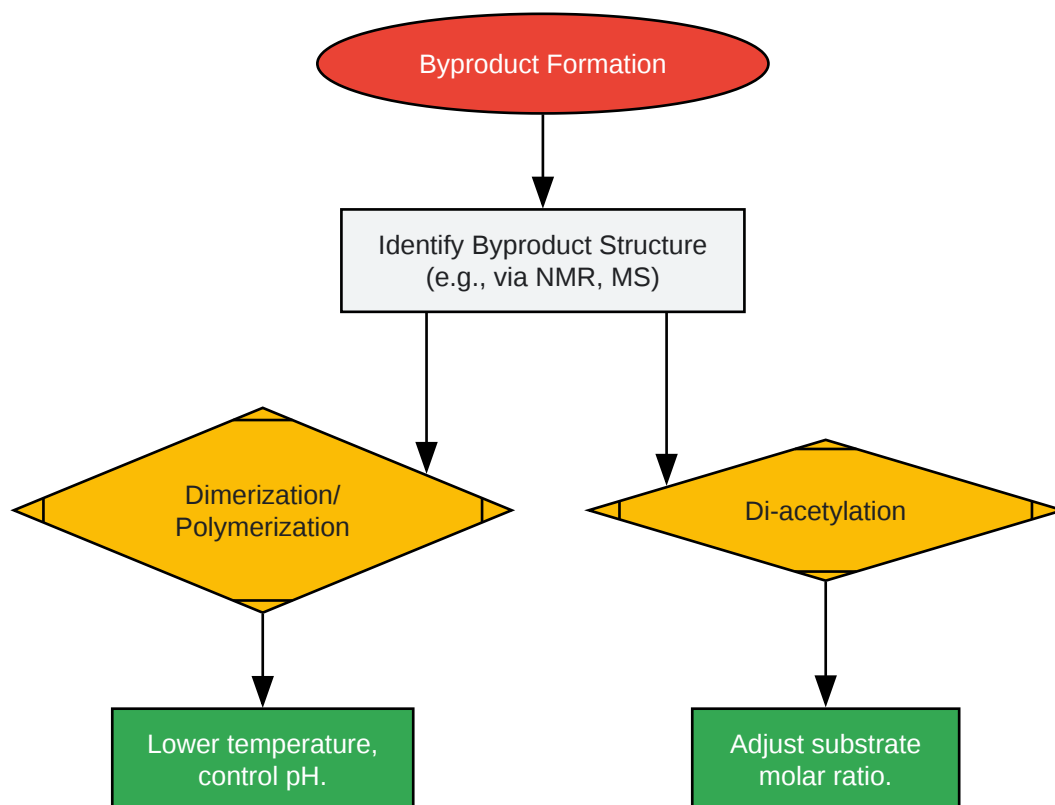 Byproduct Formation
Identify Byproduct Structure
(e.g., via NMR, MS)
Dimerization/
Polymerization
Di-acetylation
Lower temperature,
control pH.
Adjust substrate
molar ratio.